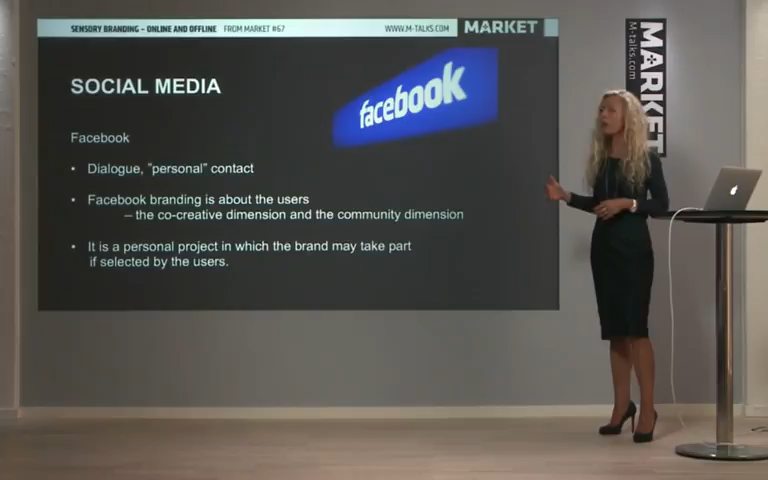 SENSORY BRANDING – ONLINE AND OFFLINE FROM MARKET #67 WWW.M-TALKS.COM MARKET
SOCIAL MEDIA
facebook
Facebook
• Dialogue, "personal" contact
• Facebook branding is about the users
– the co-creative dimension and the community dimension
• It is a personal project in which the brand may take part
if selected by the users.
MARKET
M-talks.com